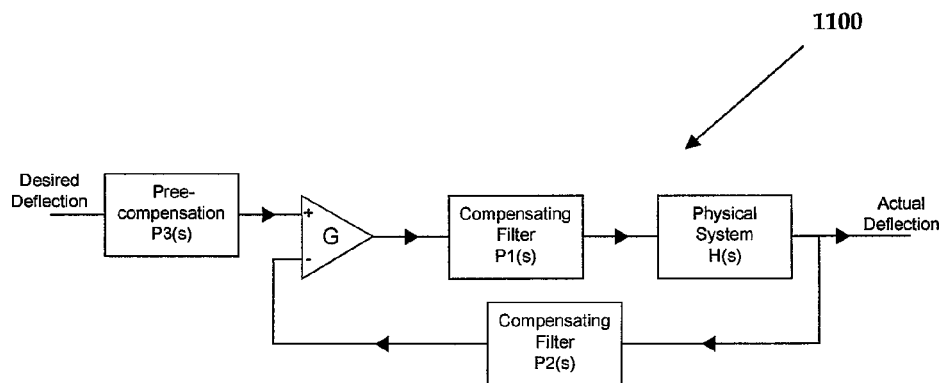 1100
Desired
Deflection
Pree-
compensation
P3(s)
+
G
-
Compensating
Filter
P1(s)
Physical
System
H(s)
Actual
Deflection
Compensating
Filter
P2(s)